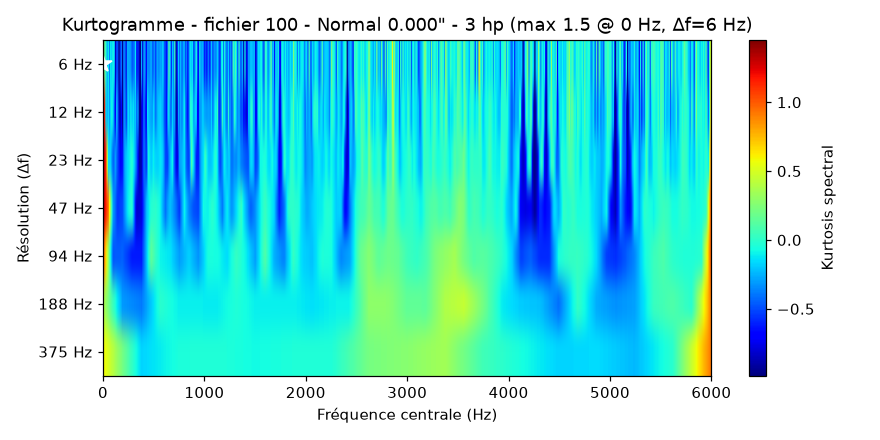 Kurtogramme - fichier 100 - Normal 0.000" - 3 hp (max 1.5 @ 0 Hz, Δf=6 Hz)
6 Hz
12 Hz
23 Hz
47 Hz
94 Hz
188 Hz
375 Hz
Résolution (Δf)
0
1000
2000
3000
4000
5000
6000
Fréquence centrale (Hz)
1.0
0.5
0.0
−0.5
Kurtosis spectral